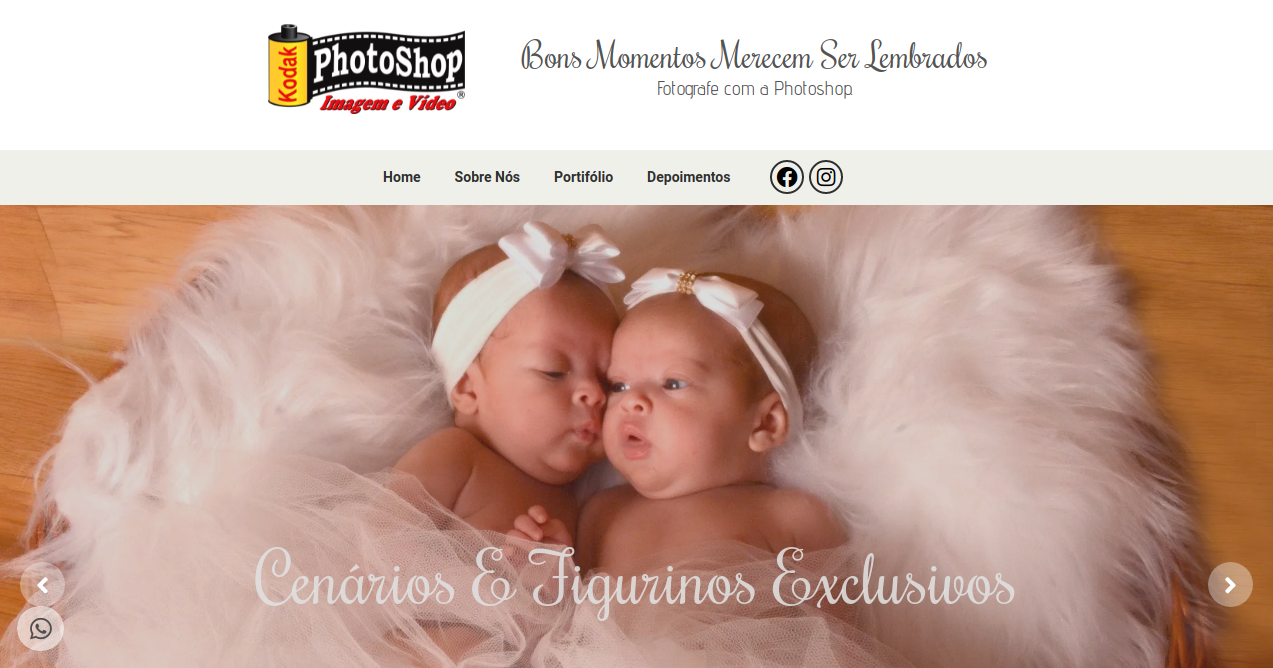 Kodak
PhotoShop
Imagem e Vídeo®
Bons Momentos Merecem Ser Lembrados
Fotografe com a Photoshop
Home Sobre Nós Portifólio Depoimentos
Cenários E Figurinos Exclusivos